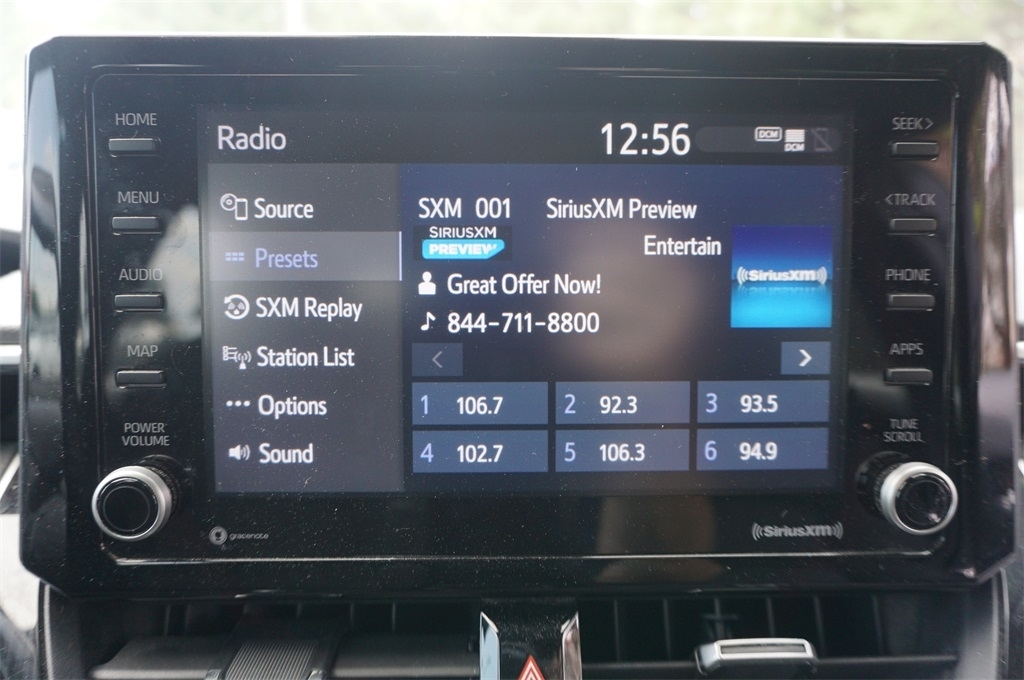 HOME
MENU
AUDIO
MAP
POWER
VOLUME
Radio
12:56
DCM
DCM
Source
Presets
SXM Replay
Station List
Options
Sound
SXM 001 SiriusXM Preview
SIRIUSXM
PREVIEW
Entertain
Great Offer Now!
844-711-8800
((SiriusXM))
<
>
1 106.7
2 92.3
3 93.5
4 102.7
5 106.3
6 94.9
SEEK>
<TRACK
PHONE
APPS
TUNE
SCROLL
gracenote
((SiriusXM))